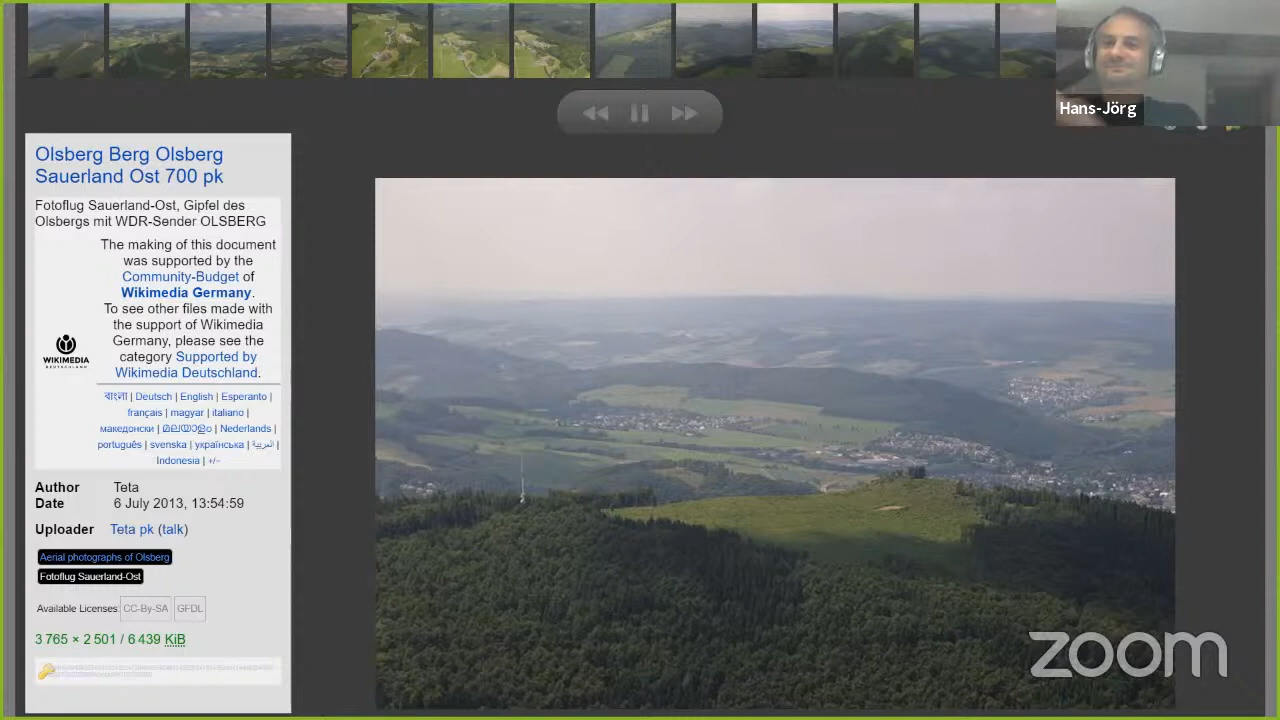 Hans-Jörg
Olsberg Berg Olsberg
Sauerland Ost 700 pk
Fotoflug Sauerland-Ost, Gipfel des
Olsbergs mit WDR-Sender OLSBERG
The making of this document
was supported by the
Community-Budget of
Wikimedia Germany.
To see other files made with
the support of Wikimedia
Germany, please see the
category Supported by
Wikimedia Deutschland.
WIKIMEDIA
DEUTSCHLAND
বাংলা | Deutsch | English | Esperanto |
français | magyar | italiano |
македонски | മലയാളം | Nederlands |
português | svenska | українська | العربية |
Indonesia | +/−
Author Teta
Date 6 July 2013, 13:54:59
Uploader Teta pk (talk)
Aerial photographs of Olsberg
Fotoflug Sauerland-Ost
Available Licenses: CC-By-SA GFDL
3 765 × 2 501 / 6 439 KiB
zoom